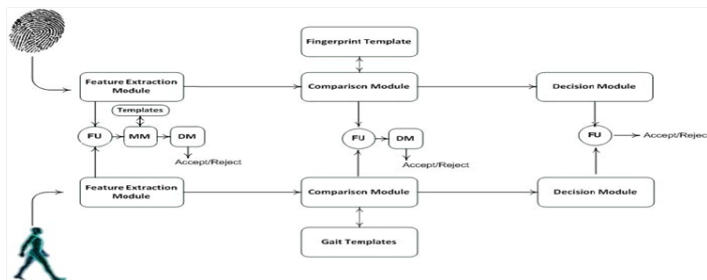 Fingerprint Template
Feature Extraction
Module
Comparison Module
Decision Module
Templates
FU
MM
DM
Accept/Reject
FU
DM
Accept/Reject
FU
Accept/Rejec
Feature Extraction
Module
Comparison Module
Decision Module
Gait Templates